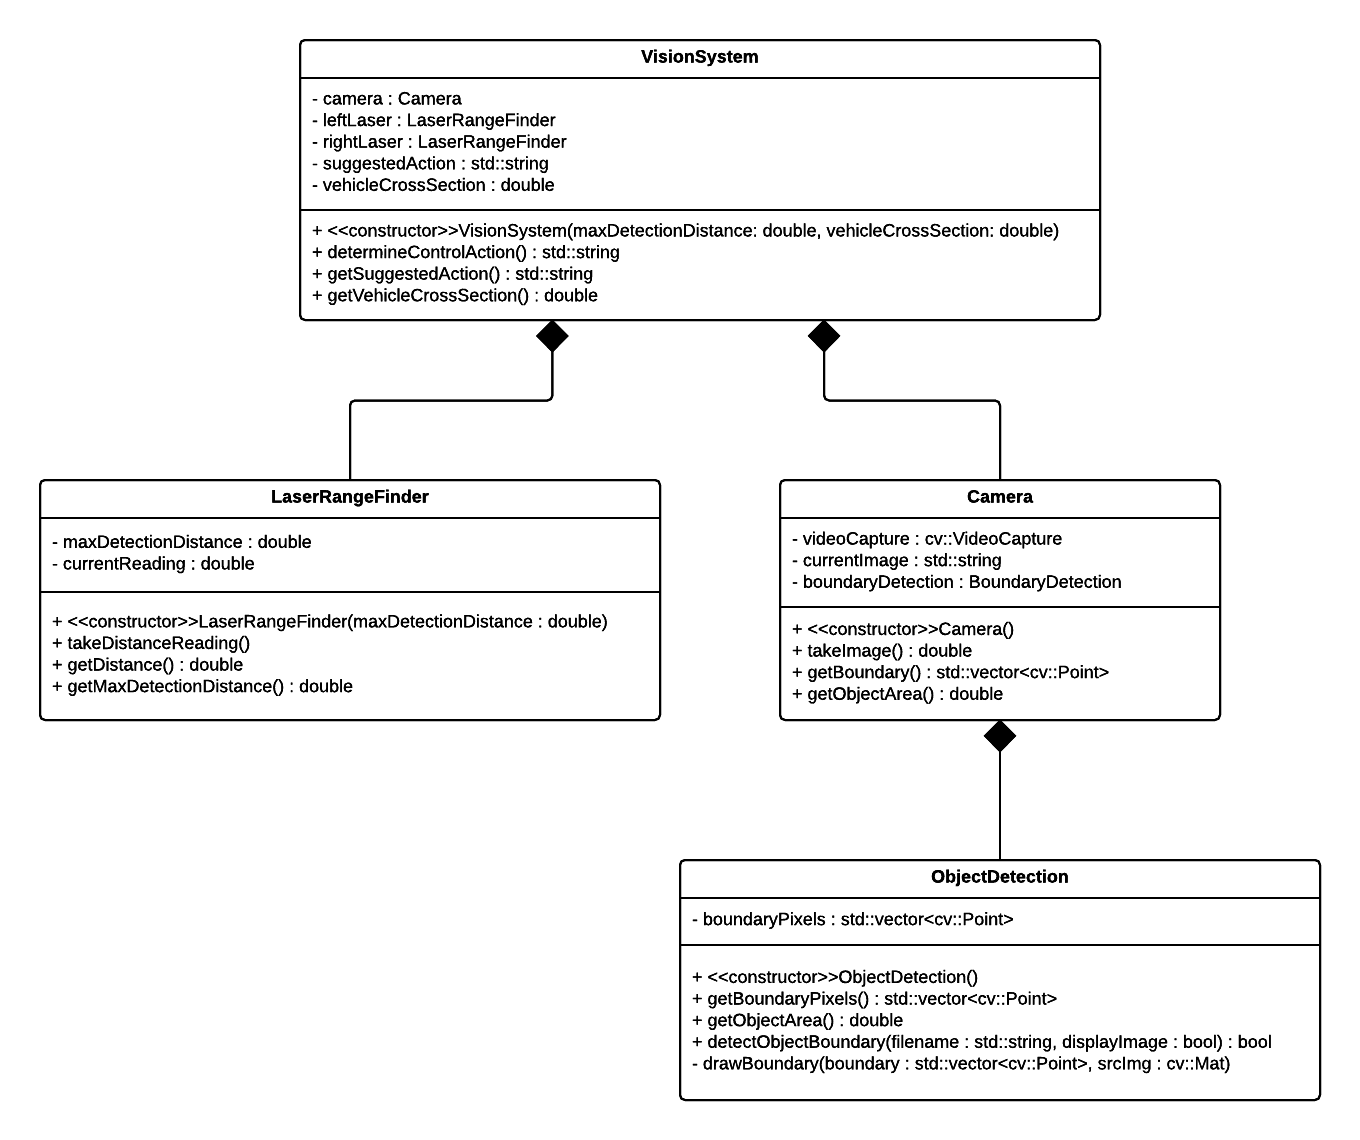 VisionSystem
- camera : Camera
- leftLaser : LaserRangeFinder
- rightLaser : LaserRangeFinder
- suggestedAction : std::string
- vehicleCrossSection : double
+ <<constructor>>VisionSystem(maxDetectionDistance: double, vehicleCrossSection: double)
+ determineControlAction() : std::string
+ getSuggestedAction() : std::string
+ getVehicleCrossSection() : double
LaserRangeFinder
- maxDetectionDistance : double
- currentReading : double
+ <<constructor>>LaserRangeFinder(maxDetectionDistance : double)
+ takeDistanceReading()
+ getDistance() : double
+ getMaxDetectionDistance() : double
Camera
- videoCapture : cv::VideoCapture
- currentImage : std::string
- boundaryDetection : BoundaryDetection
+ <<constructor>>Camera()
+ takeImage() : double
+ getBoundary() : std::vector<cv::Point>
+ getObjectArea() : double
ObjectDetection
- boundaryPixels : std::vector<cv::Point>
+ <<constructor>>ObjectDetection()
+ getBoundaryPixels() : std::vector<cv::Point>
+ getObjectArea() : double
+ detectObjectBoundary(filename : std::string, displayImage : bool) : bool
- drawBoundary(boundary : std::vector<cv::Point>, srcImg : cv::Mat)